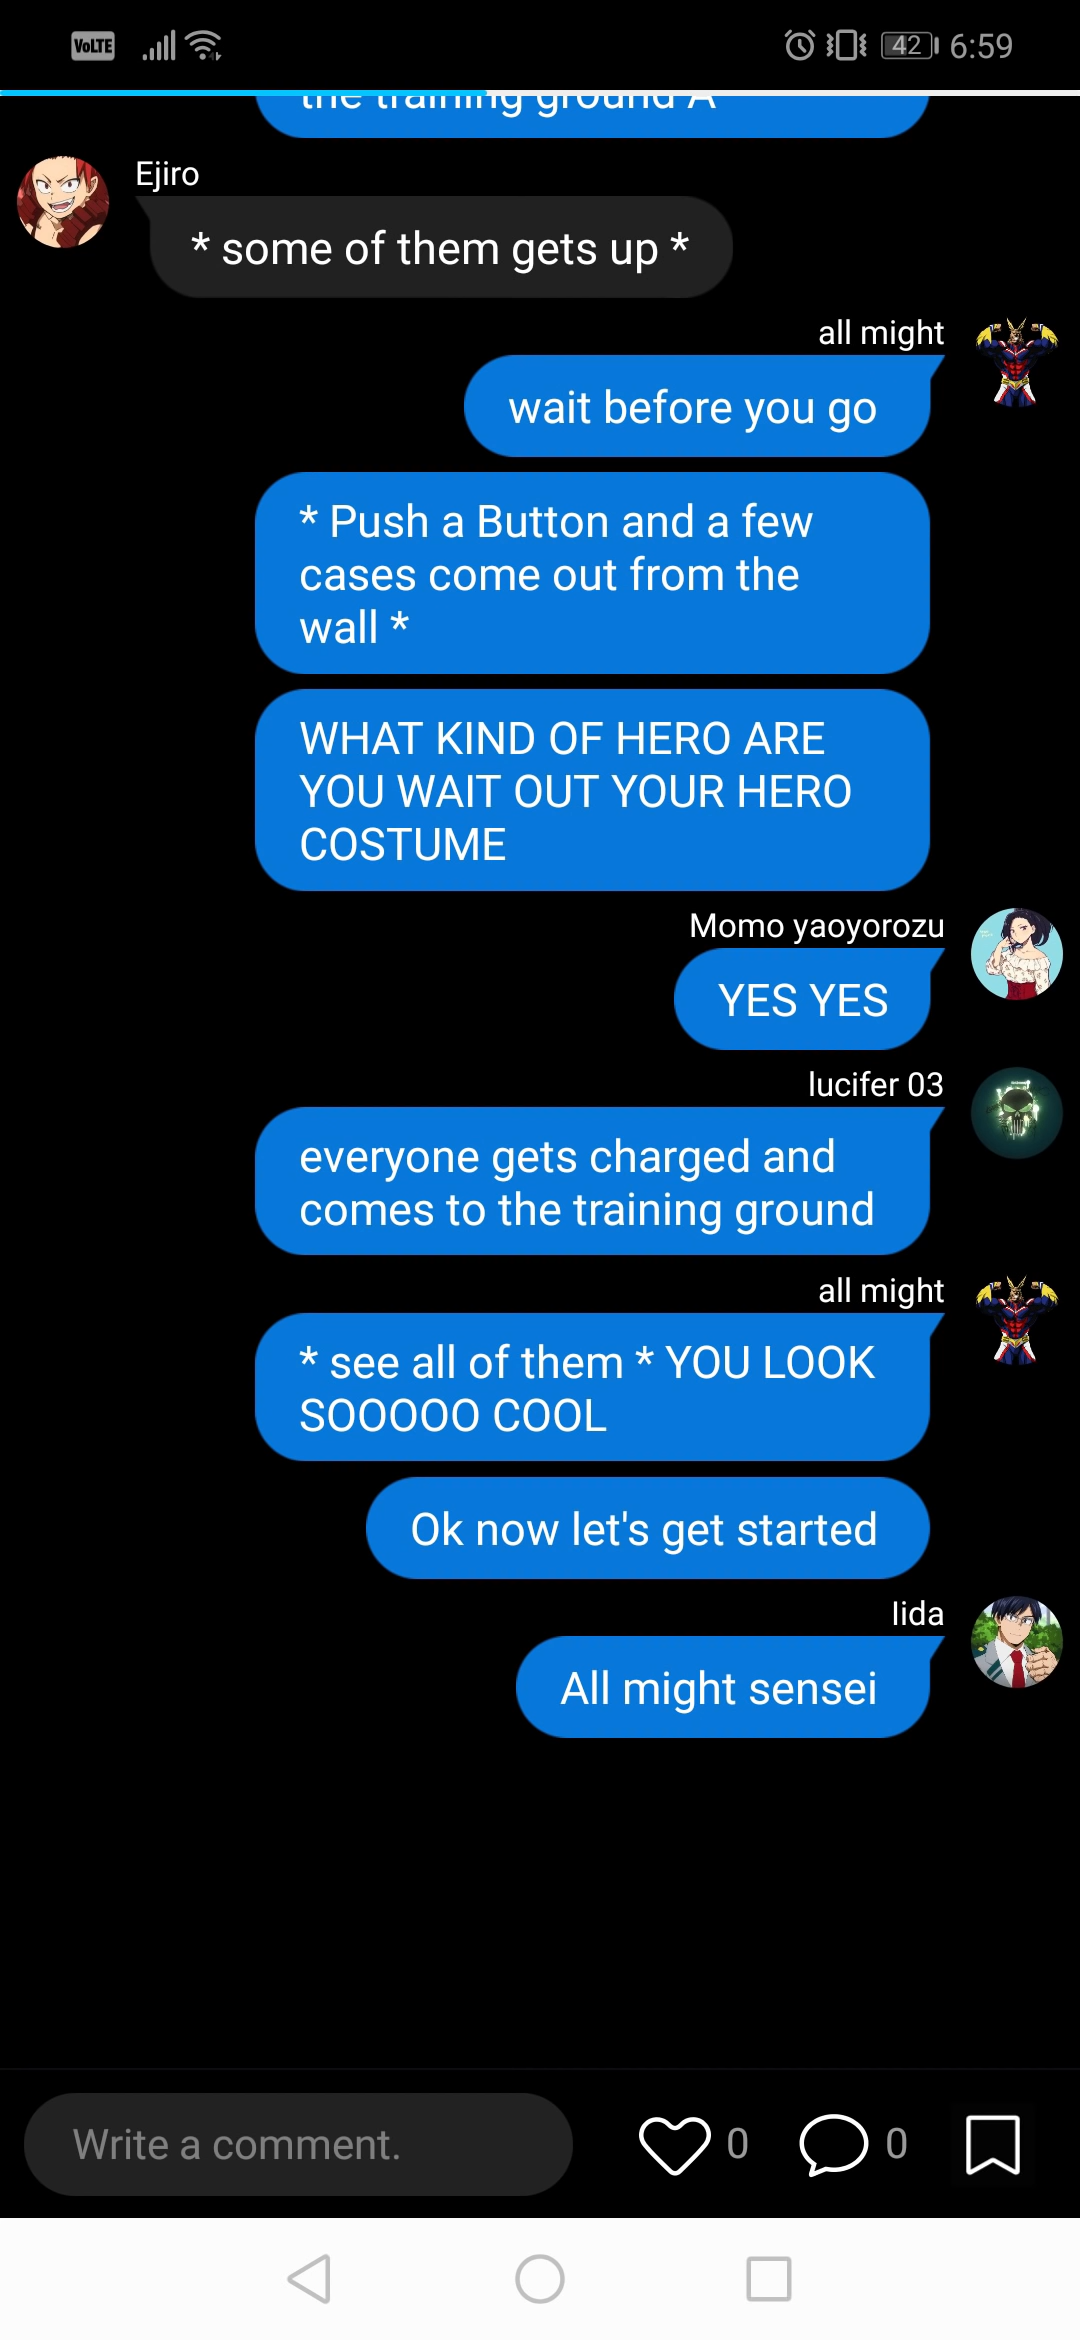 VoLTE 42 6:59
the training ground A
Ejiro
* some of them gets up *
all might
wait before you go
* Push a Button and a few
cases come out from the
wall *
WHAT KIND OF HERO ARE
YOU WAIT OUT YOUR HERO
COSTUME
Momo yaoyorozu
YES YES
lucifer 03
everyone gets charged and
comes to the training ground
all might
* see all of them * YOU LOOK
SOOOOO COOL
Ok now let's get started
Iida
All might sensei
Write a comment.
0
0